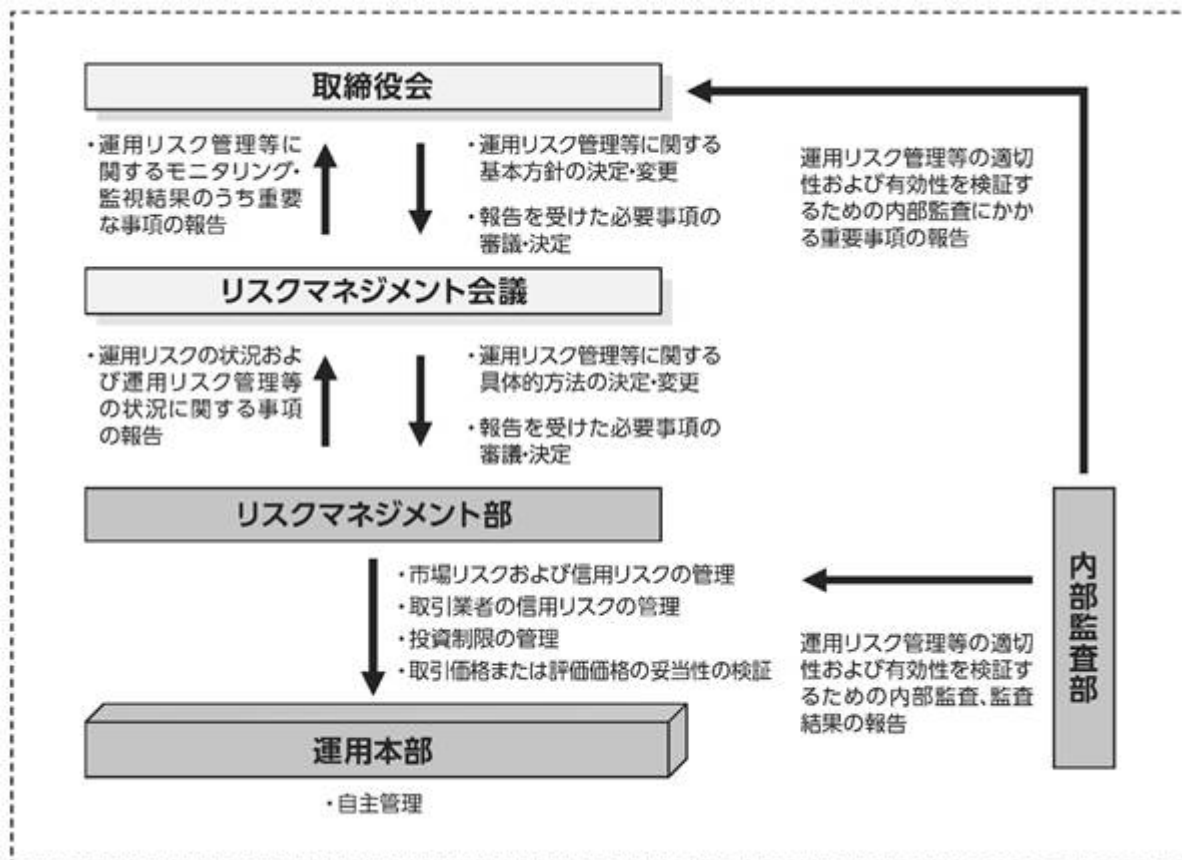 取締役会
・運用リスク管理等に
関するモニタリング・
監視結果のうち重要
な事項の報告
・運用リスク管理等に関する
基本方針の決定・変更
・報告を受けた必要事項の
審議・決定
運用リスク管理等の適切
性および有効性を検証す
るための内部監査にかか
る重要事項の報告
リスクマネジメント会議
・運用リスクの状況およ
び運用リスク管理等
の状況に関する事項
の報告
・運用リスク管理等に関する
具体的方法の決定・変更
・報告を受けた必要事項の
審議・決定
リスクマネジメント部
・市場リスクおよび信用リスクの管理
・取引業者の信用リスクの管理
・投資制限の管理
・取引価格または評価価格の妥当性の検証
内部監査部
運用リスク管理等の適切
性および有効性を検証す
るための内部監査、監査
結果の報告
運用本部
・自主管理